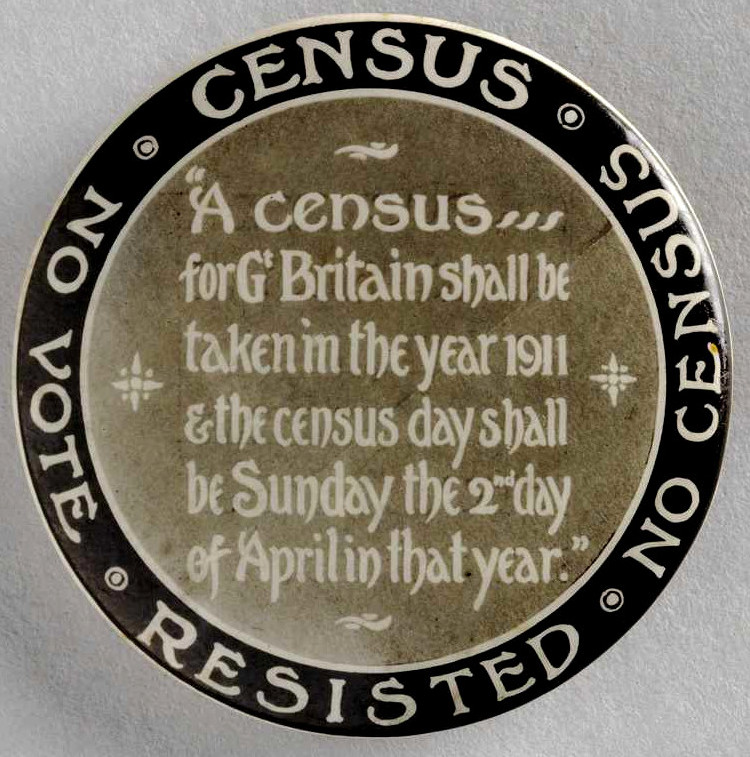 CENSUS
NO VOTE
NO CENSUS
RESISTED
"A census...
for Gt Britain shall be
taken in the year 1911
& the census day shall
be Sunday the 2nd day
of April in that year."